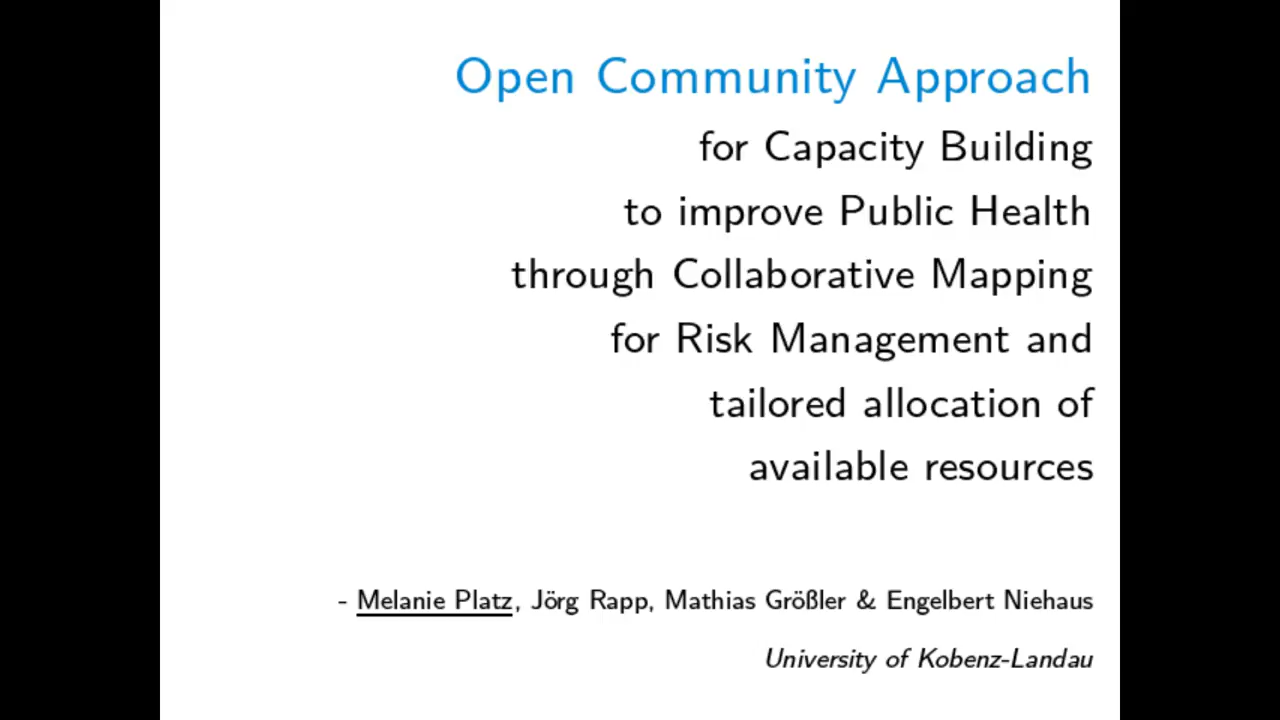 Open Community Approach
for Capacity Building
to improve Public Health
through Collaborative Mapping
for Risk Management and
tailored allocation of
available resources
- Melanie Platz, Jörg Rapp, Mathias Größler & Engelbert Niehaus
University of Kobenz-Landau